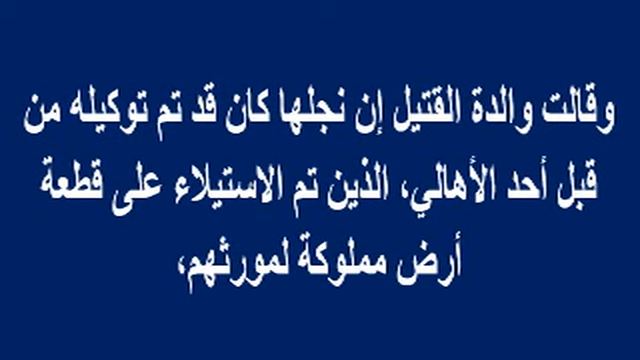 وقالت والدة القتيل إن نجلها كان قد تم توكيله من
قبل أحد الأهالي، الذين تم الاستيلاء على قطعة
أرض مملوكة لمورثهم،